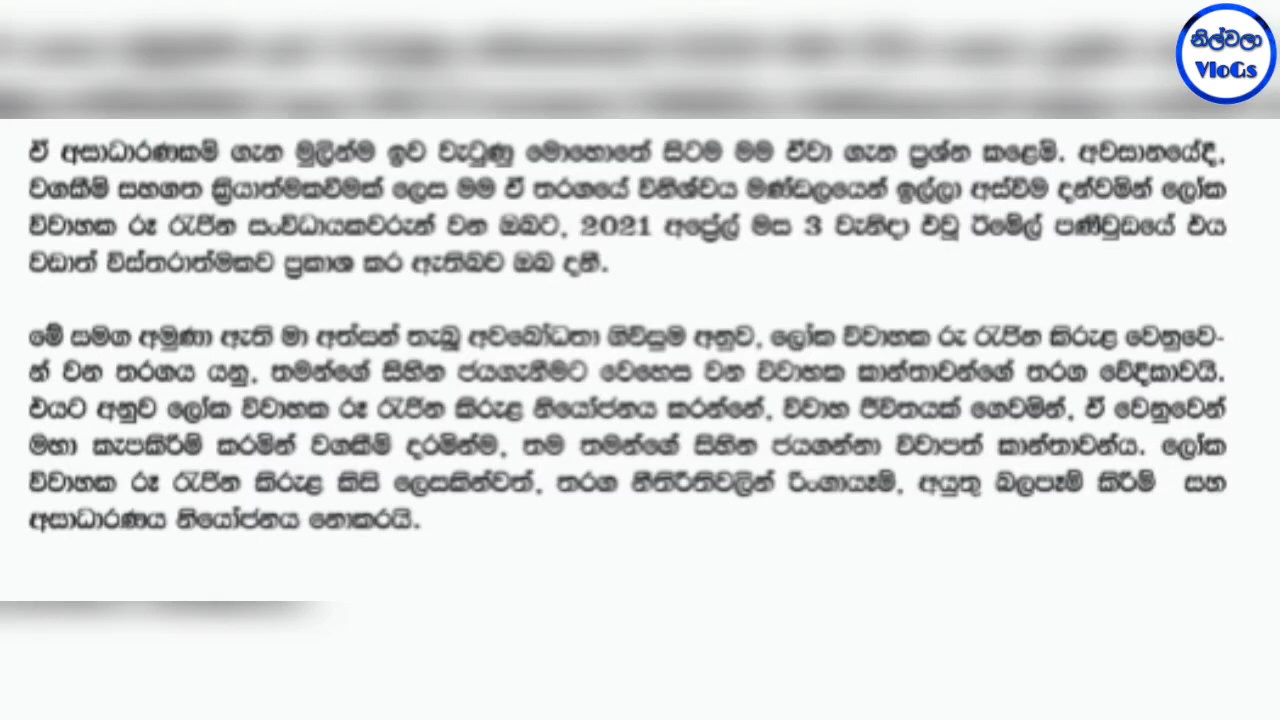 නිල්වලා
VloGs
ඒ අසාධාරණකම් ගැන මුලින්ම ඉව වැටුණු මොහොතේ සිටම මම ඒවා ගැන ප්‍රශ්න කළෙමි. අවසානයේදී,
වගකීම් සහගත ක්‍රියාත්මකවීමක් ලෙස මම ඒ තරගයේ විනිශ්චය මණ්ඩලයෙන් ඉල්ලා අස්වීම දන්වමින් ලෝක
විවාහක රූ රැජින සංවිධායකවරුන් වන ඔබට, 2021 අප්‍රේල් මස 3 වැනිදා එවූ ඊමේල් පණිවුඩයේ එය
වඩාත් විස්තරාත්මකව ප්‍රකාශ කර ඇතිබව ඔබ දනී.
මේ සමග අමුණා ඇති මා අත්සන් තැබූ අවබෝධතා ගිවිසුම අනුව, ලෝක විවාහක රූ රැජින කිරුළ වෙනුවෙ-
න් වන තරගය යනු, තමන්ගේ සිහින ජයගැනීමට වෙහෙස වන විවාහක කාන්තාවන්ගේ තරග වේදිකාවයි.
එයට අනුව ලෝක විවාහක රූ රැජින කිරුළ නියෝජනය කරන්නේ, විවාහ ජීවිතයක් ගෙවමින්, ඒ වෙනුවෙන්
මහා කැපකිරීම් කරමින් වගකීම් දරමින්ම, තම තමන්ගේ සිහින ජයගන්නා විවාපත් කාන්තාවන්ය. ලෝක
විවාහක රූ රැජින කිරුළ කිසි ලෙසකින්වත්, තරග නීතිරීතිවලින් රිංගායෑම්, අයුතු බලපෑම් කිරීම් සහ
අසාධාරණය නියෝජනය නොකරයි.